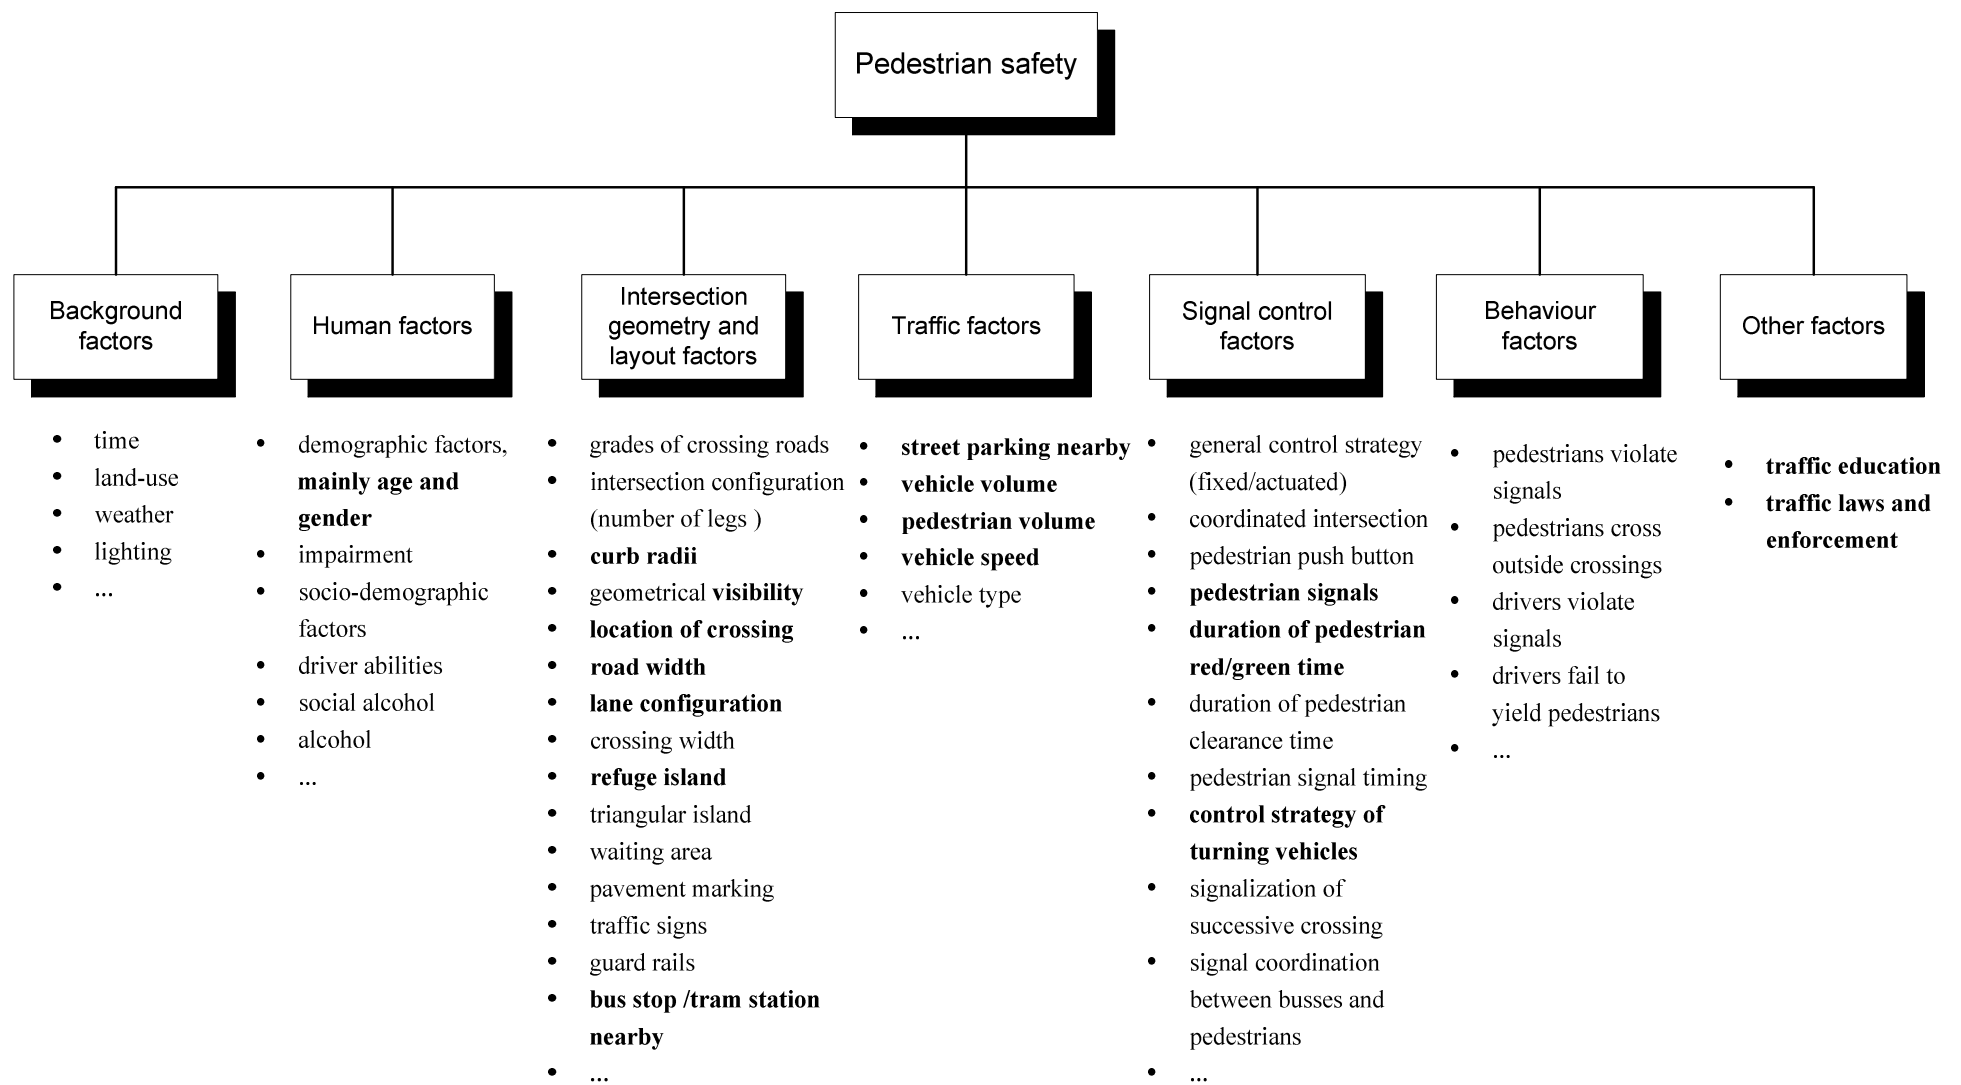 Pedestrian safety
Background
factors
Human factors
Intersection
geometry and
layout factors
Traffic factors
Signal control
factors
Behaviour
factors
Other factors
• time
• land-use
• weather
• lighting
• ...
• demographic factors,
mainly age and
gender
• impairment
• socio-demographic
factors
• driver abilities
• social alcohol
• alcohol
• ...
• grades of crossing roads
• intersection configuration
(number of legs )
• curb radii
• geometrical visibility
• location of crossing
• road width
• lane configuration
• crossing width
• refuge island
• triangular island
• waiting area
• pavement marking
• traffic signs
• guard rails
• bus stop /tram station
nearby
• ...
• street parking nearby
• vehicle volume
• pedestrian volume
• vehicle speed
• vehicle type
• ...
• general control strategy
(fixed/actuated)
• coordinated intersection
• pedestrian push button
• pedestrian signals
• duration of pedestrian
red/green time
• duration of pedestrian
clearance time
• pedestrian signal timing
• control strategy of
turning vehicles
• signalization of
successive crossing
• signal coordination
between busses and
pedestrians
• ...
• pedestrians violate
signals
• pedestrians cross
outside crossings
• drivers violate
signals
• drivers fail to
yield pedestrians
• ...
• traffic education
• traffic laws and
enforcement